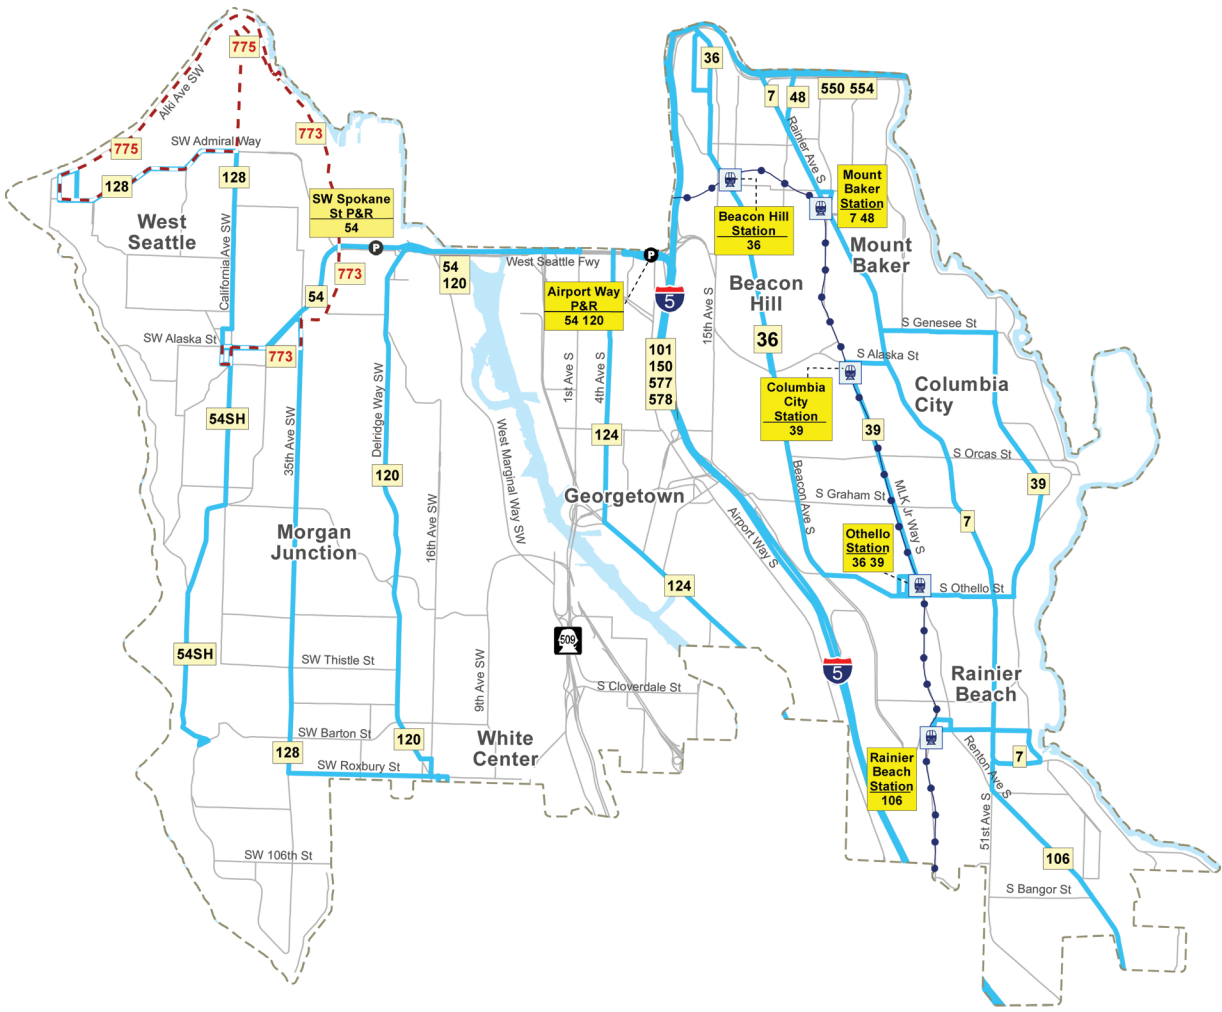 775
Alki Ave SW
775
SW Admiral Way
773
128
128
West
Seattle
California Ave SW
SW Spokane
St P&R
54
P
773
54
SW Alaska St
773
54SH
35th Ave SW
Delridge Way SW
120
Morgan
Junction
16th Ave SW
54SH
SW Thistle St
9th Ave SW
SW Barton St
128
120
SW Roxbury St
White
Center
SW 106th St
54
120
West Seattle Fwy
P
Airport Way
P&R
54 120
1st Ave S
4th Ave S
West Marginal Way SW
124
Georgetown
124
509
S Cloverdale St
36
7
48
550 554
Rainier Ave S
Mount
Baker
Station
7 48
Beacon Hill
Station
36
Mount
Baker
Beacon
Hill
5
15th Ave S
36
101
150
577
578
S Genesee St
S Alaska St
Columbia
City
Station
39
Columbia
City
39
S Orcas St
39
Beacon Ave S
S Graham St
MLK Jr Way S
7
Airport Way S
Othello
Station
36 39
S Othello St
5
Rainier
Beach
Rainier
Beach
Station
106
Renton Ave S
7
51st Ave S
106
S Bangor St